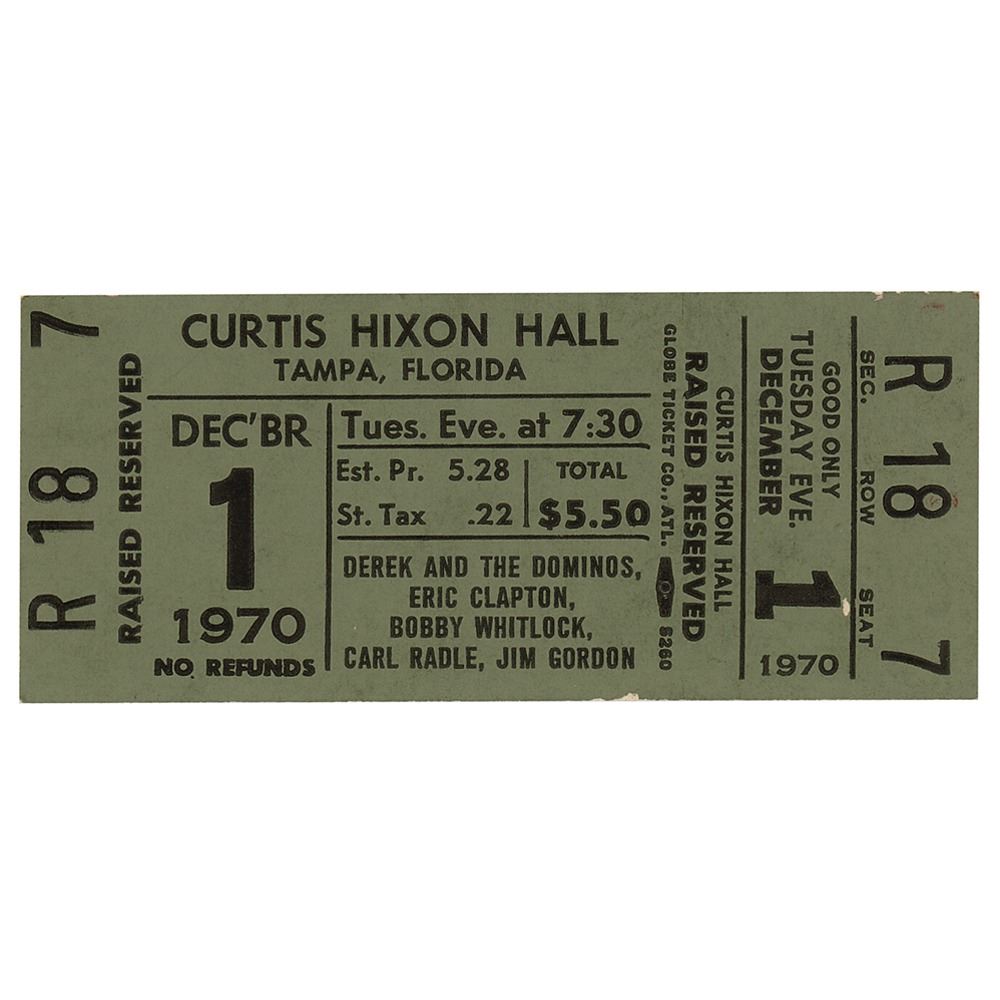 R 18 7
RAISED RESERVED
CURTIS HIXON HALL
TAMPA, FLORIDA
DEC'BR
1
1970
NO REFUNDS
Tues. Eve. at 7:30
Est. Pr. 5.28
St. Tax .22
TOTAL
$5.50
DEREK AND THE DOMINOS,
ERIC CLAPTON,
BOBBY WHITLOCK,
CARL RADLE, JIM GORDON
CURTIS HIXON HALL
RAISED RESERVED
GLOBE TICKET CO., ATL. 5260
GOOD ONLY
TUESDAY EVE.
DECEMBER
1
1970
SEC. ROW SEAT
R 18 7